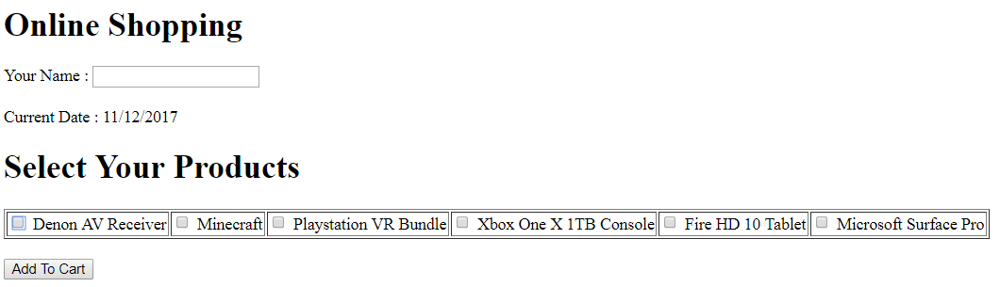 Online Shopping
Your Name :
Current Date : 11/12/2017
Select Your Products
Denon AV Receiver Minecraft Playstation VR Bundle Xbox One X 1TB Console Fire HD 10 Tablet Microsoft Surface Pro
Add To Cart